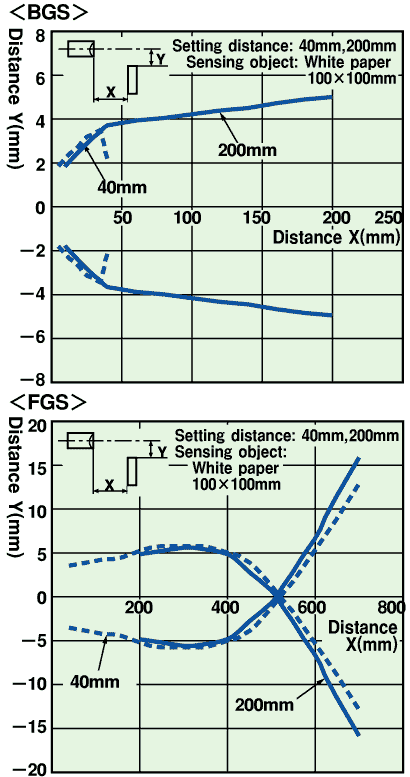 <BGS>
Distance Y(mm)
8
6
4
2
0
−2
−4
−6
−8
Y
X
Setting distance: 40mm,200mm
Sensing object: White paper
100×100mm
200mm
40mm
50 100 150 200 250
Distance X(mm)
<FGS>
Distance Y(mm)
20
15
10
5
0
−5
−10
−15
−20
Y
X
Setting distance: 40mm,200mm
Sensing object:
White paper
100×100mm
200 400 600 800
Distance
X(mm)
40mm
200mm